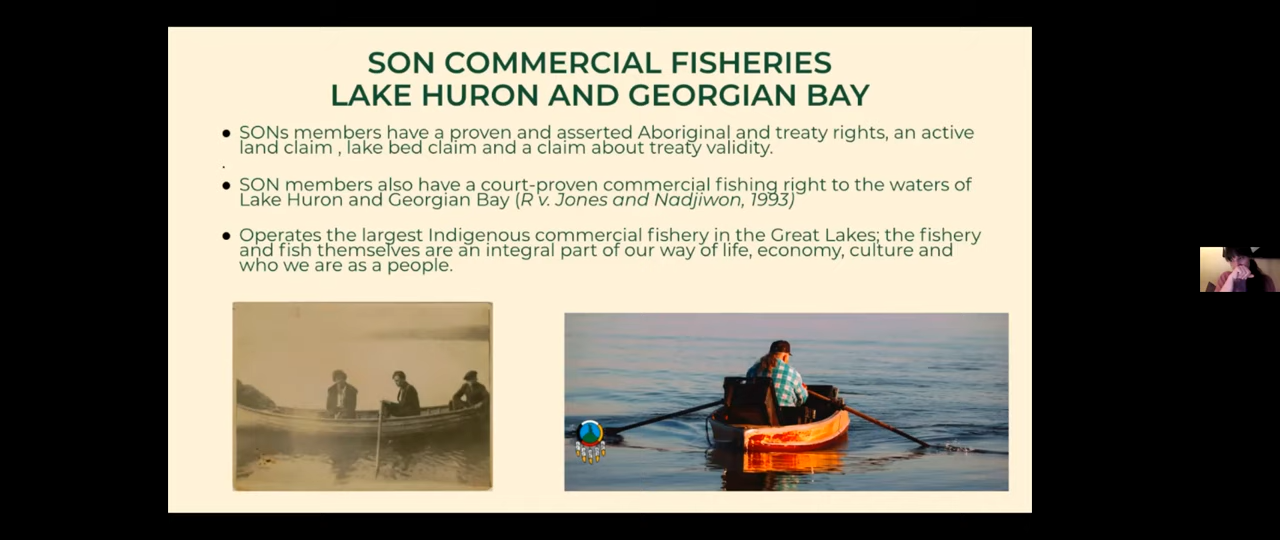 SON COMMERCIAL FISHERIES
LAKE HURON AND GEORGIAN BAY
● SONs members have a proven and asserted Aboriginal and treaty rights, an active
land claim , lake bed claim and a claim about treaty validity.
.
● SON members also have a court-proven commercial fishing right to the waters of
Lake Huron and Georgian Bay (R v. Jones and Nadjiwon, 1993)
● Operates the largest Indigenous commercial fishery in the Great Lakes; the fishery
and fish themselves are an integral part of our way of life, economy, culture and
who we are as a people.